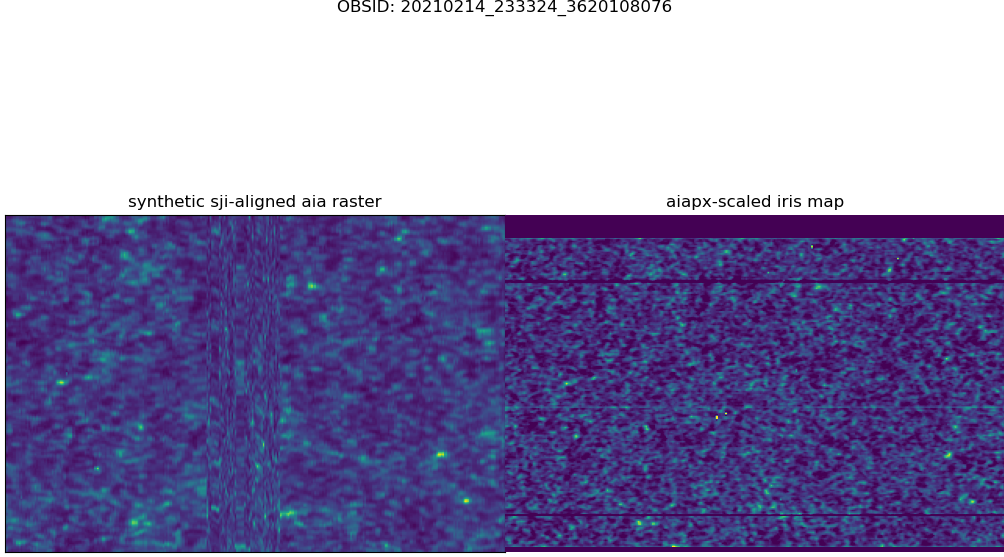 OBSID: 20210214_233324_3620108076
synthetic sji-aligned aia raster
aiapx-scaled iris map